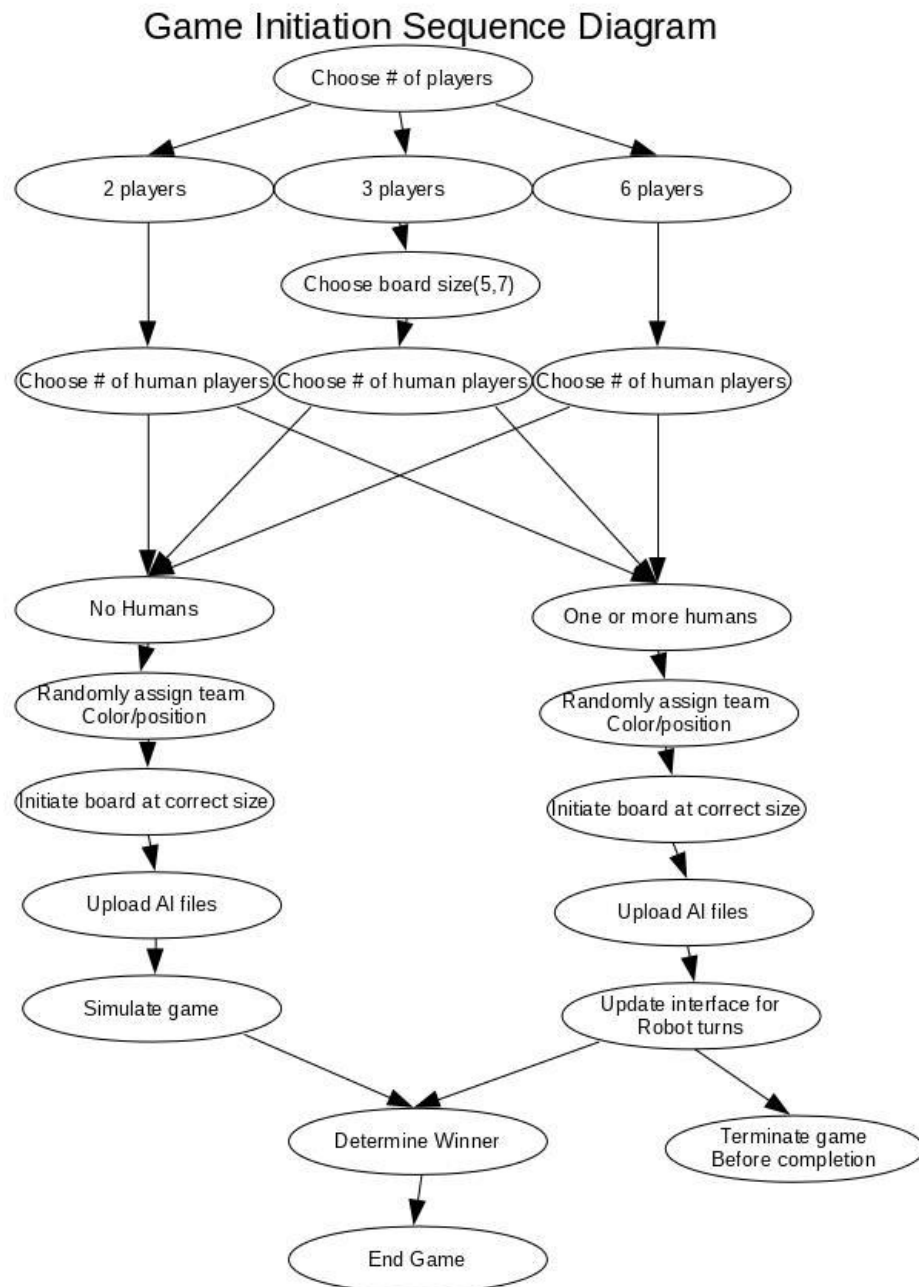 Game Initiation Sequence Diagram
Choose # of players
2 players
3 players
6 players
Choose board size(5,7)
Choose # of human players
Choose # of human players
Choose # of human players
No Humans
One or more humans
Randomly assign team
Color/position
Randomly assign team
Color/position
Initiate board at correct size
Initiate board at correct size
Upload AI files
Upload AI files
Simulate game
Update interface for
Robot turns
Determine Winner
Terminate game
Before completion
End Game